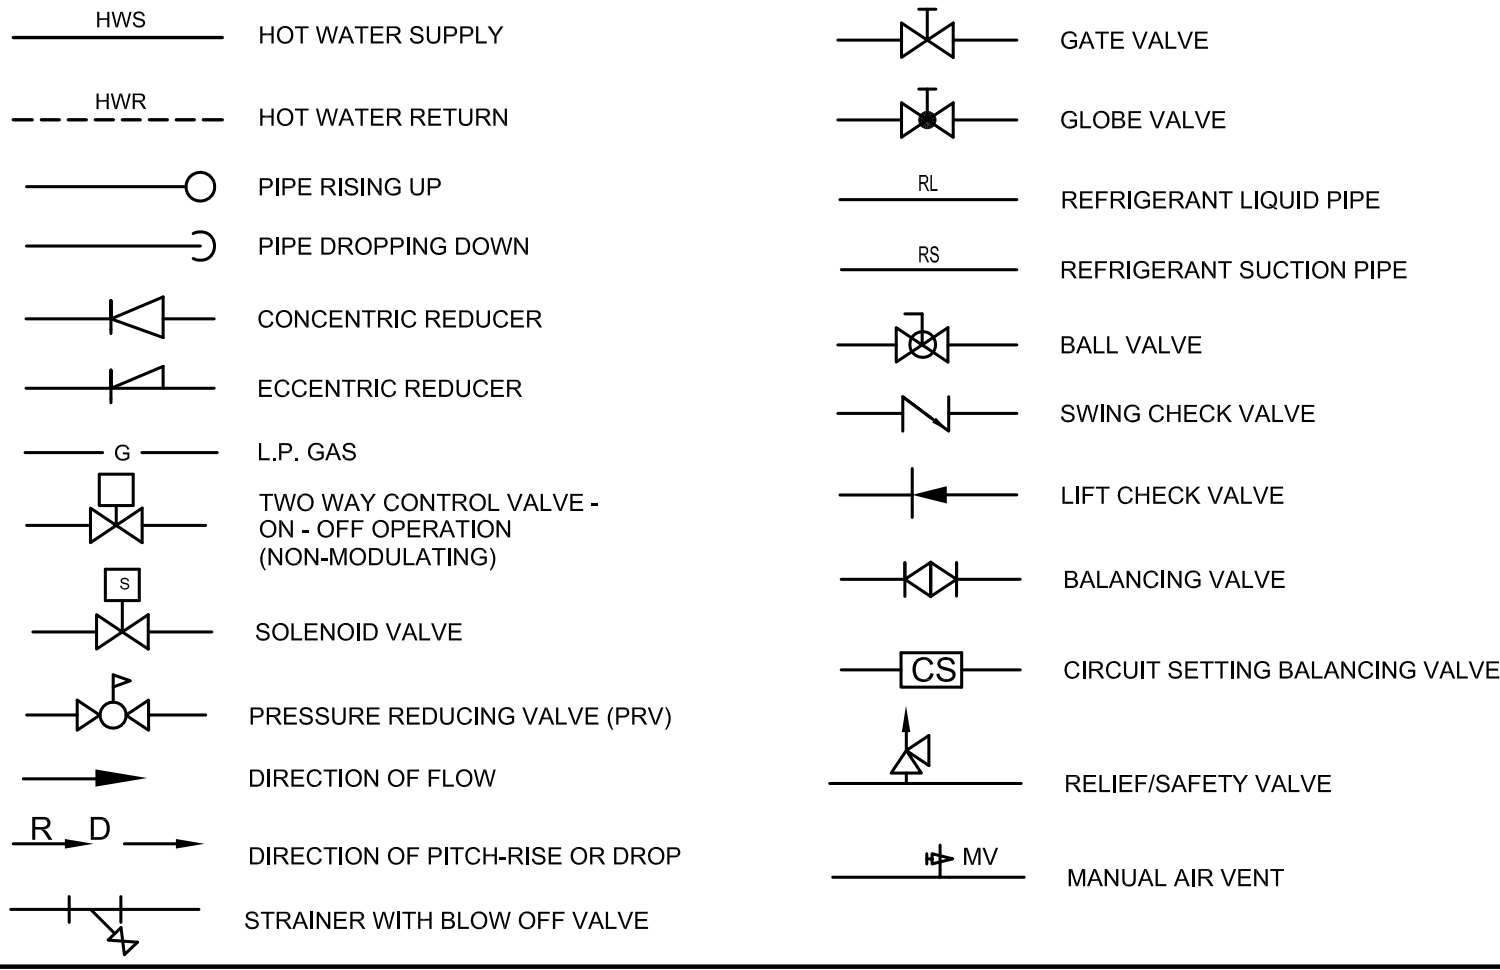 HWS
HOT WATER SUPPLY
HWR
HOT WATER RETURN
PIPE RISING UP
PIPE DROPPING DOWN
CONCENTRIC REDUCER
ECCENTRIC REDUCER
G
L.P. GAS
TWO WAY CONTROL VALVE -
ON - OFF OPERATION
(NON-MODULATING)
S
SOLENOID VALVE
PRESSURE REDUCING VALVE (PRV)
DIRECTION OF FLOW
R D
DIRECTION OF PITCH-RISE OR DROP
STRAINER WITH BLOW OFF VALVE
GATE VALVE
GLOBE VALVE
RL
REFRIGERANT LIQUID PIPE
RS
REFRIGERANT SUCTION PIPE
BALL VALVE
SWING CHECK VALVE
LIFT CHECK VALVE
BALANCING VALVE
CS
CIRCUIT SETTING BALANCING VALVE
RELIEF/SAFETY VALVE
MV
MANUAL AIR VENT